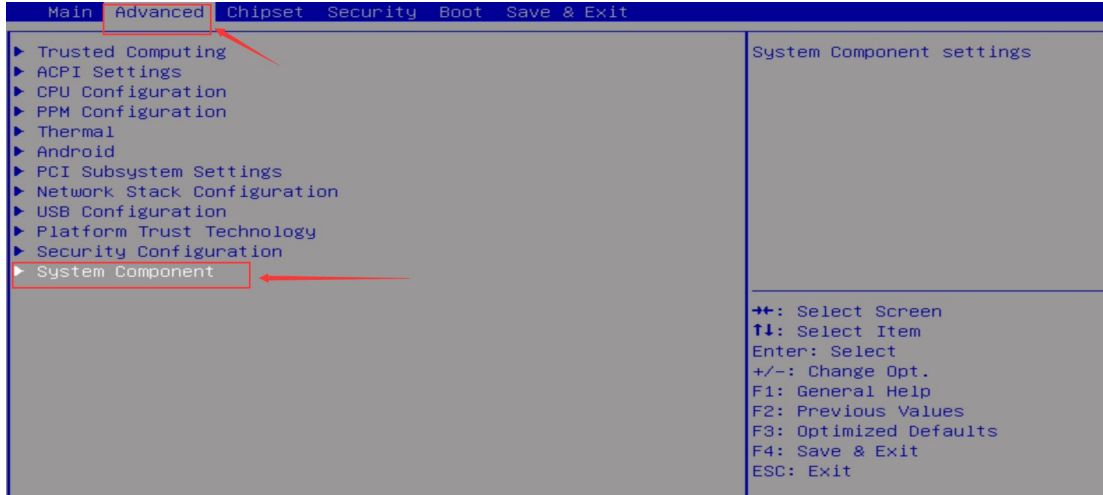 Main Advanced Chipset Security Boot Save & Exit
▶ Trusted Computing
▶ ACPI Settings
▶ CPU Configuration
▶ PPM Configuration
▶ Thermal
▶ Android
▶ PCI Subsystem Settings
▶ Network Stack Configuration
▶ USB Configuration
▶ Platform Trust Technology
▶ Security Configuration
▶ System Component
System Component settings
→←: Select Screen
↑↓: Select Item
Enter: Select
+/-: Change Opt.
F1: General Help
F2: Previous Values
F3: Optimized Defaults
F4: Save & Exit
ESC: Exit